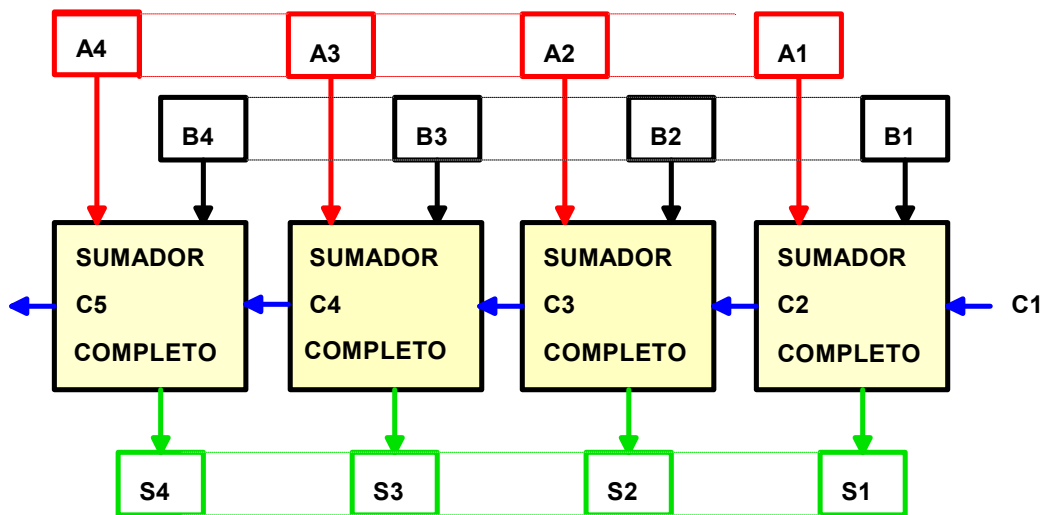 A4 A3 A2 A1
B4 B3 B2 B1
SUMADOR SUMADOR SUMADOR SUMADOR
C5 C4 C3 C2 C1
COMPLETO COMPLETO COMPLETO COMPLETO
S4 S3 S2 S1